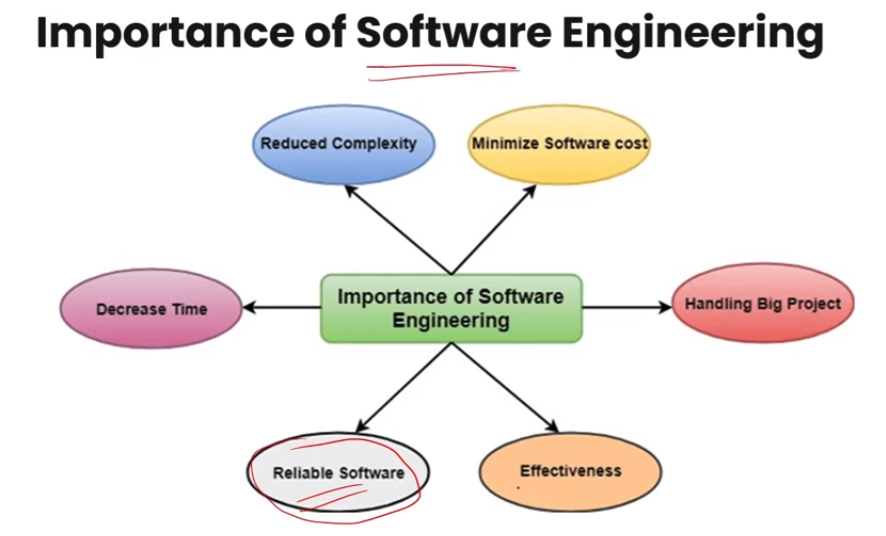 Importance of Software Engineering
Reduced Complexity
Minimize Software cost
Decrease Time
Importance of Software
Engineering
Handling Big Project
Reliable Software
Effectiveness